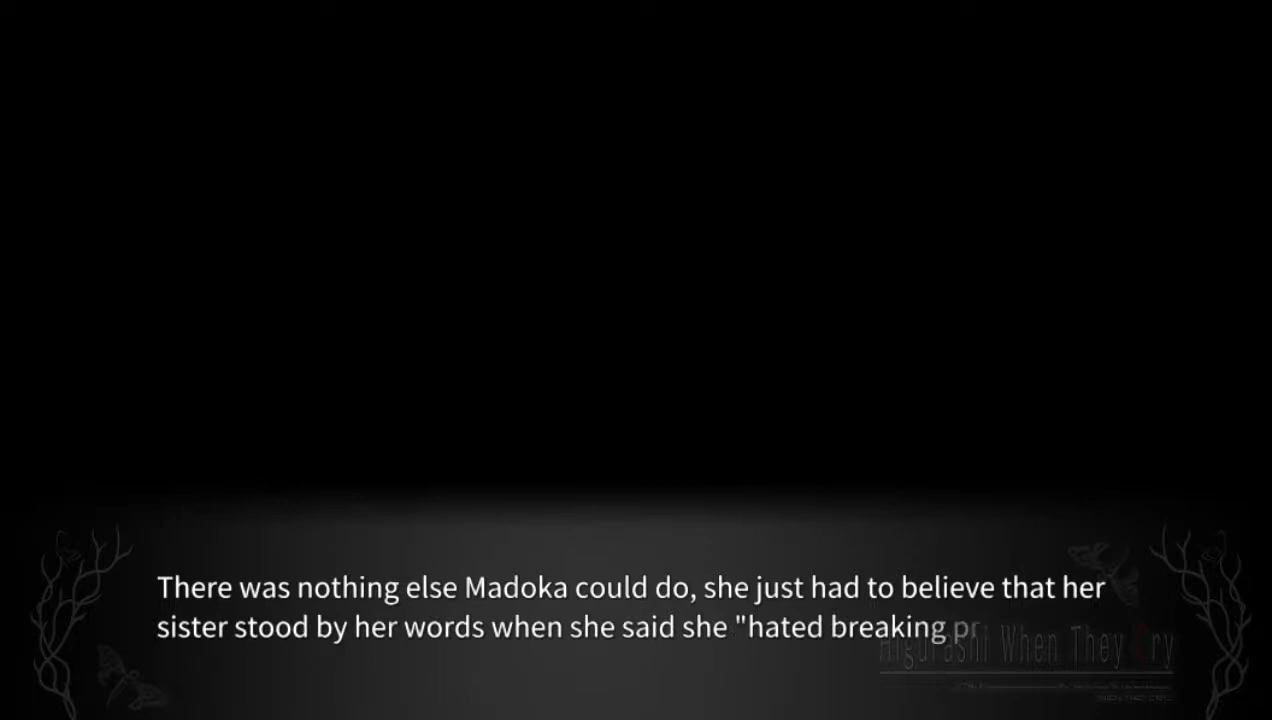 There was nothing else Madoka could do, she just had to believe that her
sister stood by her words when she said she "hated breaking pr
Higurashi When They Cry